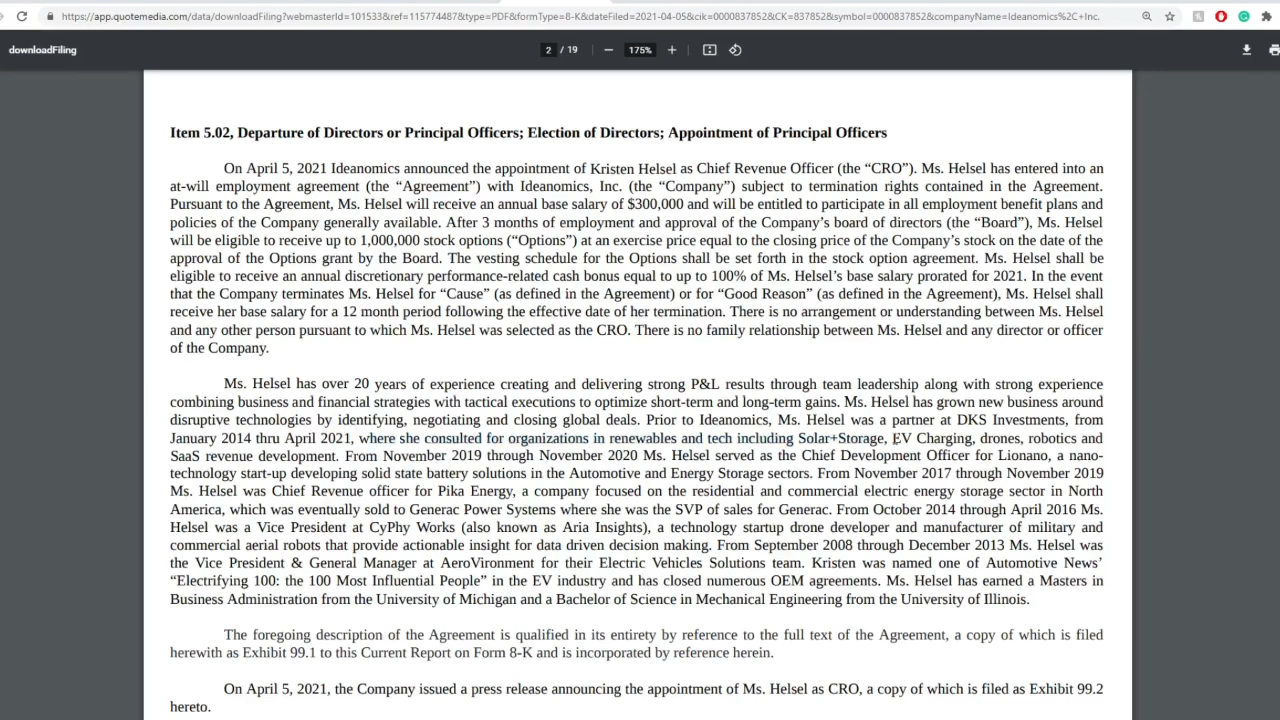 https://app.quotemedia.com/data/downloadFiling?webmasterId=101533&ref=115774487&type=PDF&formType=8-K&dateFiled=2021-04-05&cik=0000837852&CK=837852&symbol=0000837852&companyName=Ideanomics%2C+Inc.
downloadFiling
2 / 19
175%
Item 5.02, Departure of Directors or Principal Officers; Election of Directors; Appointment of Principal Officers
On April 5, 2021 Ideanomics announced the appointment of Kristen Helsel as Chief Revenue Officer (the “CRO”). Ms. Helsel has entered into an
at-will employment agreement (the “Agreement”) with Ideanomics, Inc. (the “Company”) subject to termination rights contained in the Agreement.
Pursuant to the Agreement, Ms. Helsel will receive an annual base salary of $300,000 and will be entitled to participate in all employment benefit plans and
policies of the Company generally available. After 3 months of employment and approval of the Company’s board of directors (the “Board”), Ms. Helsel
will be eligible to receive up to 1,000,000 stock options (“Options”) at an exercise price equal to the closing price of the Company’s stock on the date of the
approval of the Options grant by the Board. The vesting schedule for the Options shall be set forth in the stock option agreement. Ms. Helsel shall be
eligible to receive an annual discretionary performance-related cash bonus equal to up to 100% of Ms. Helsel’s base salary prorated for 2021. In the event
that the Company terminates Ms. Helsel for “Cause” (as defined in the Agreement) or for “Good Reason” (as defined in the Agreement), Ms. Helsel shall
receive her base salary for a 12 month period following the effective date of her termination. There is no arrangement or understanding between Ms. Helsel
and any other person pursuant to which Ms. Helsel was selected as the CRO. There is no family relationship between Ms. Helsel and any director or officer
of the Company.
Ms. Helsel has over 20 years of experience creating and delivering strong P&L results through team leadership along with strong experience
combining business and financial strategies with tactical executions to optimize short-term and long-term gains. Ms. Helsel has grown new business around
disruptive technologies by identifying, negotiating and closing global deals. Prior to Ideanomics, Ms. Helsel was a partner at DKS Investments, from
January 2014 thru April 2021, where she consulted for organizations in renewables and tech including Solar+Storage, EV Charging, drones, robotics and
SaaS revenue development. From November 2019 through November 2020 Ms. Helsel served as the Chief Development Officer for Lionano, a nano-
technology start-up developing solid state battery solutions in the Automotive and Energy Storage sectors. From November 2017 through November 2019
Ms. Helsel was Chief Revenue officer for Pika Energy, a company focused on the residential and commercial electric energy storage sector in North
America, which was eventually sold to Generac Power Systems where she was the SVP of sales for Generac. From October 2014 through April 2016 Ms.
Helsel was a Vice President at CyPhy Works (also known as Aria Insights), a technology startup drone developer and manufacturer of military and
commercial aerial robots that provide actionable insight for data driven decision making. From September 2008 through December 2013 Ms. Helsel was
the Vice President & General Manager at AeroVironment for their Electric Vehicles Solutions team. Kristen was named one of Automotive News’
“Electrifying 100: the 100 Most Influential People” in the EV industry and has closed numerous OEM agreements. Ms. Helsel has earned a Masters in
Business Administration from the University of Michigan and a Bachelor of Science in Mechanical Engineering from the University of Illinois.
The foregoing description of the Agreement is qualified in its entirety by reference to the full text of the Agreement, a copy of which is filed
herewith as Exhibit 99.1 to this Current Report on Form 8-K and is incorporated by reference herein.
On April 5, 2021, the Company issued a press release announcing the appointment of Ms. Helsel as CRO, a copy of which is filed as Exhibit 99.2
hereto.